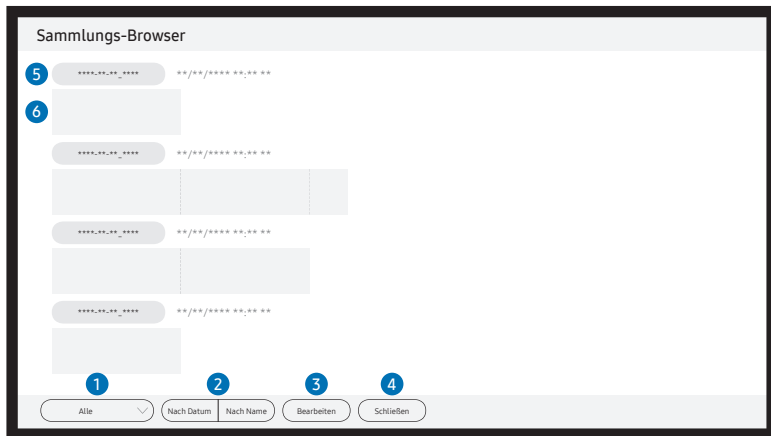 Sammlungs-Browser
5 ****-**-**_**** **/**/**** **:** **
6
****-**-**_**** **/**/**** **:** **
****-**-**_**** **/**/**** **:** **
****-**-**_**** **/**/**** **:** **
1 2 3 4
Alle Nach Datum Nach Name Bearbeiten Schließen